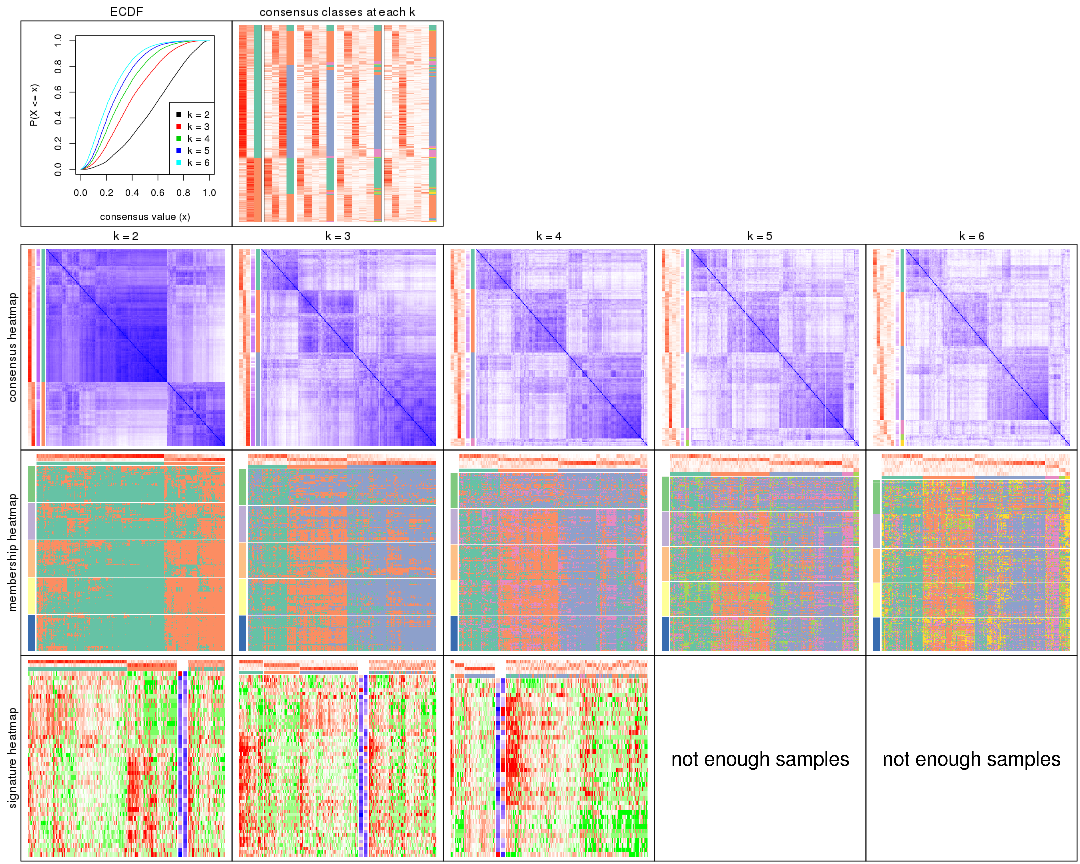 ECDF
consensus classes at each k
1.0
0.8
0.6
0.4
0.2
0.0
P(X <= x)
k = 2
k = 3
k = 4
k = 5
k = 6
0.0 0.2 0.4 0.6 0.8 1.0
consensus value (x)
k = 2
k = 3
k = 4
k = 5
k = 6
consensus heatmap
membership heatmap
signature heatmap
not enough samples
not enough samples